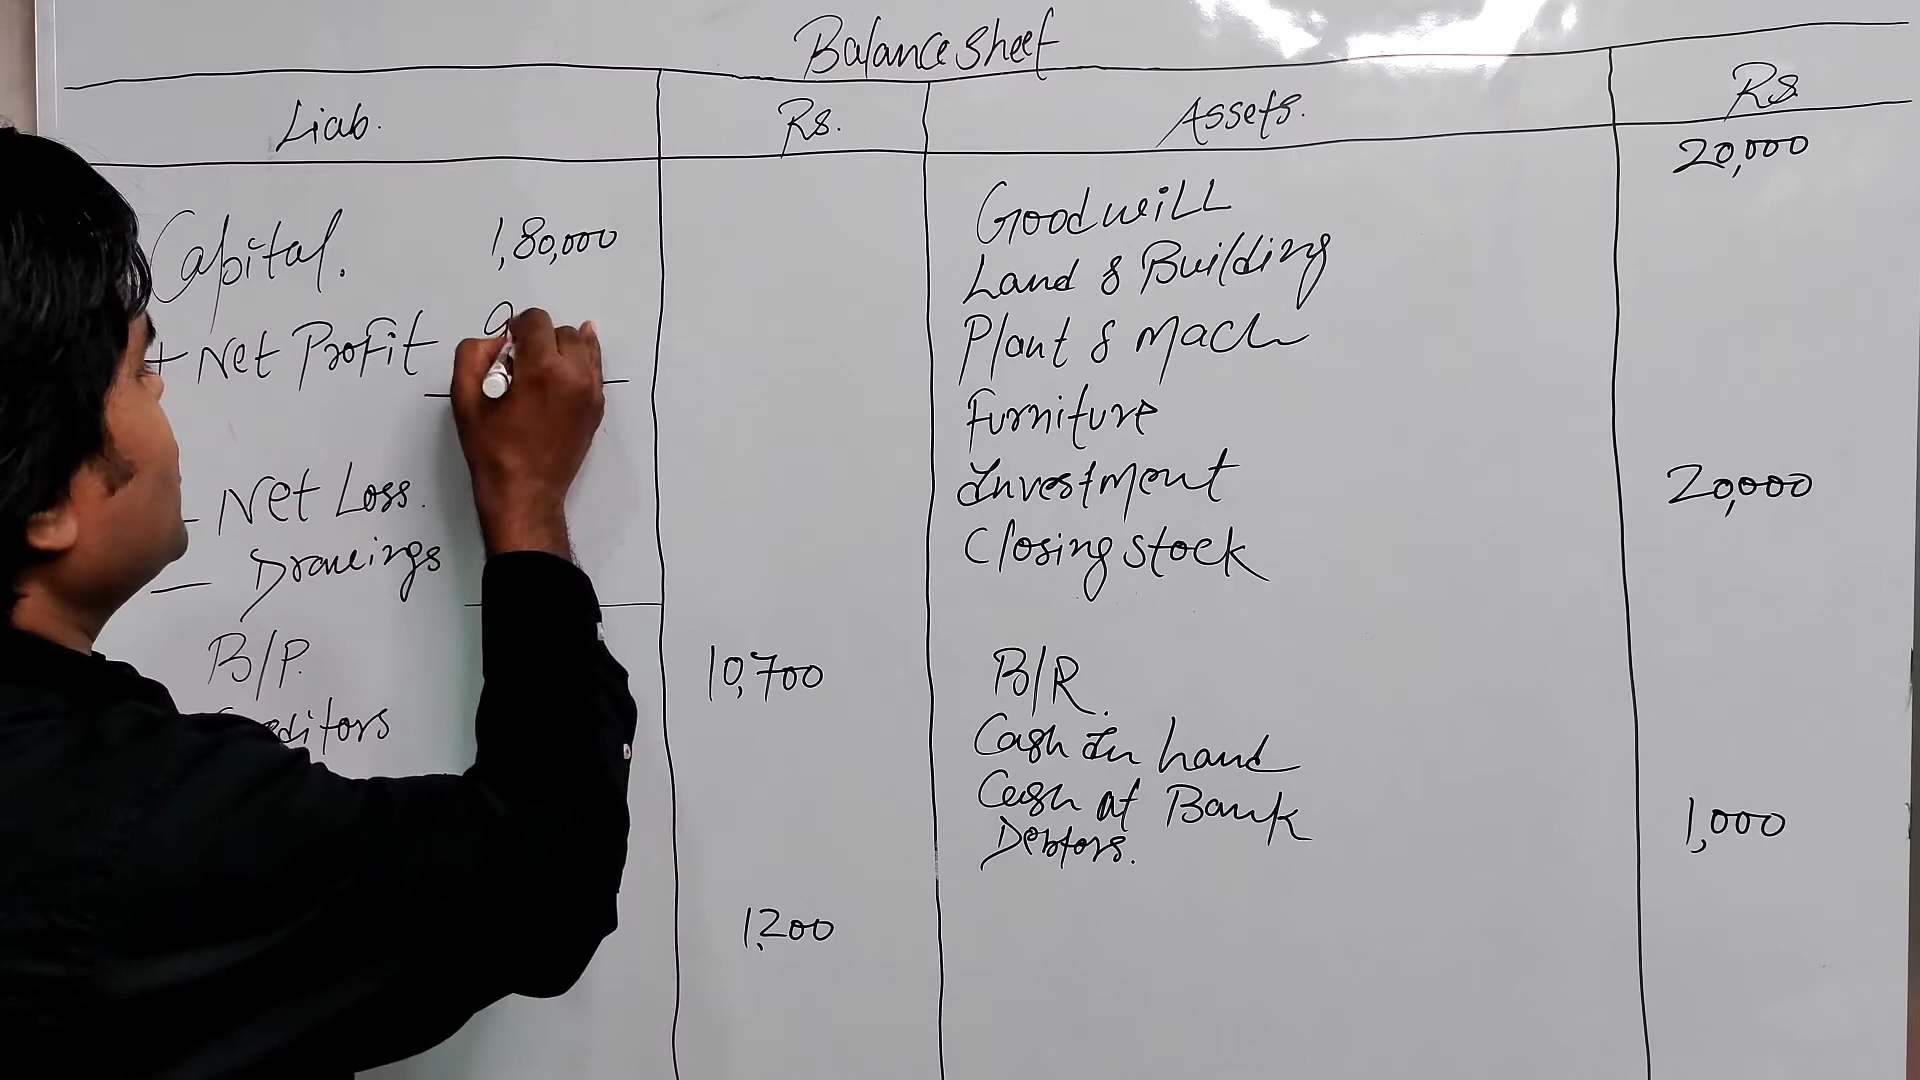 Balance sheet
Liab. Rs. Assets. Rs
20,000
Goodwill
Capital. 1,80,000
Land & Building
+ Net Profit
Plant & Mach
Furniture
- Net Loss. Investment 20,000
- Drawings Closing stock
B/P. 10,700 B/R.
Cash In hand
Cash at Bank 1,000
Debtors.
1,200